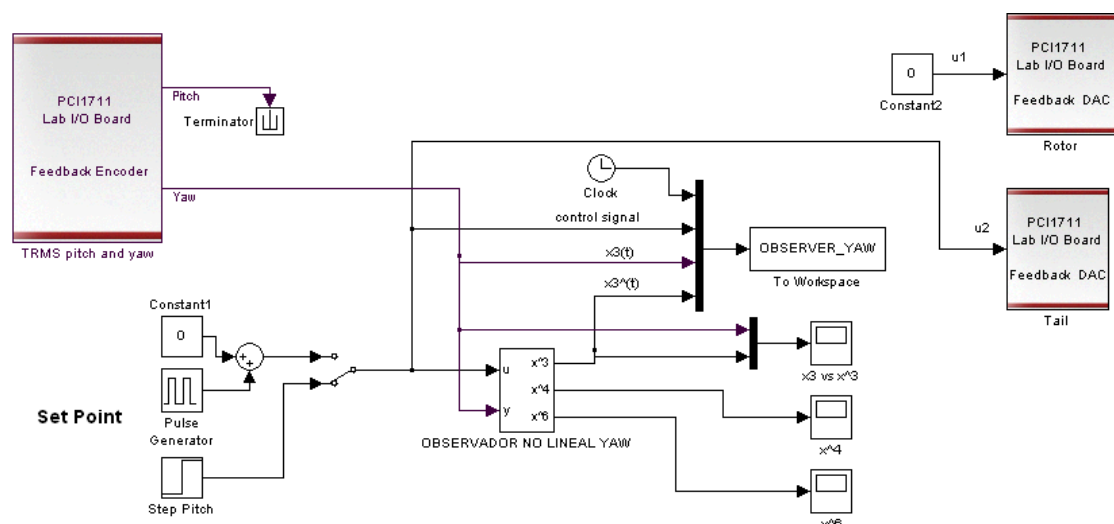 PCI1711
Lab I/O Board
Feedback Encoder
TRMS pitch and yaw
Pitch
Terminator
Yaw
0
Constant2
u1
PCI1711
Lab I/O Board
Feedback DAC
Rotor
Clock
control signal
x3(t)
x3^(t)
OBSERVER_YAW
To Workspace
u2
PCI1711
Lab I/O Board
Feedback DAC
Tail
Constant1
0
+
+
Set Point
Pulse
Generator
Step Pitch
u
y
x^3
x^4
x^6
OBSERVADOR NO LINEAL YAW
x3 vs x^3
x^4
x^6